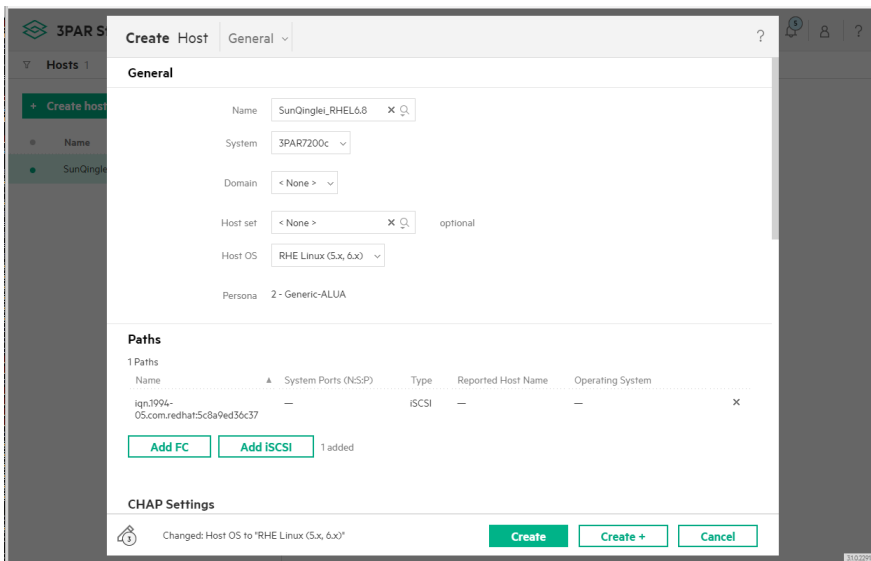 3PAR S
Create Host General ?
5 ?
Hosts 1
General
+ Create host
Name SunQinglei_RHEL6.8
Name
System 3PAR7200c
SunQingle
Domain < None >
Host set < None > optional
Host OS RHE Linux (5.x, 6.x)
Persona 2 - Generic-ALUA
Paths
1 Paths
Name System Ports (N:S:P) Type Reported Host Name Operating System
iqn.1994-
05.com.redhat:5c8a9ed36c37 — iSCSI — —
Add FC Add iSCSI 1 added
CHAP Settings
3 Changed: Host OS to "RHE Linux (5.x, 6.x)" Create Create + Cancel